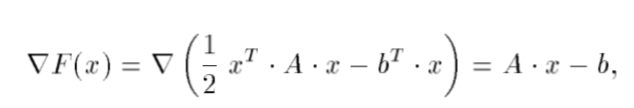 ∇F(x) = ∇ ( 1/2 x^T · A · x − b^T · x ) = A · x − b,